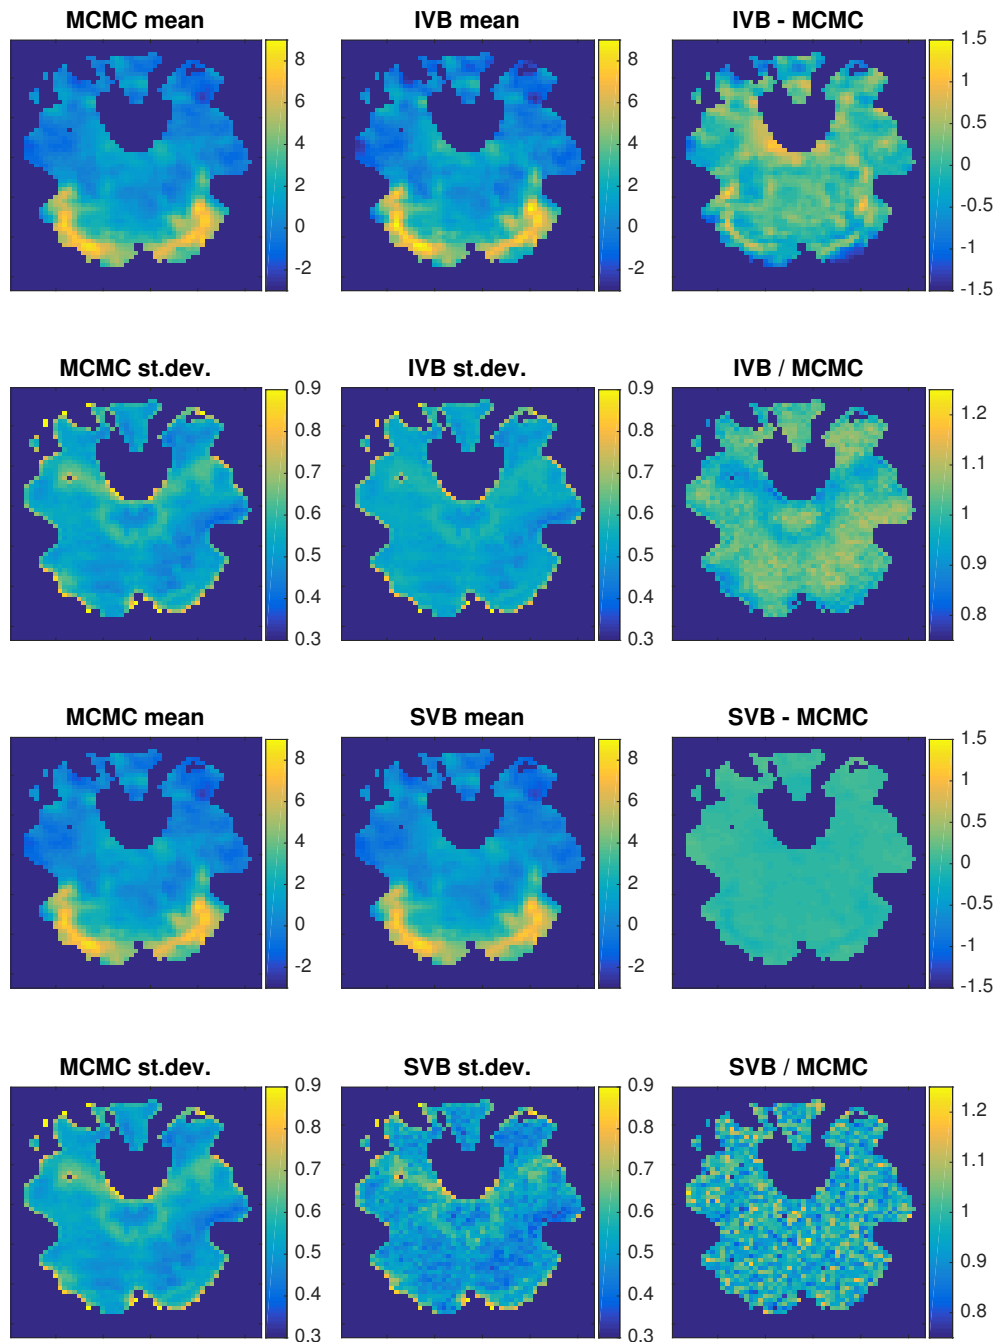 MCMC mean IVB mean IVB - MCMC
8 8 1.5
6 6 1
4 4 0.5
2 2 0
0 0 -0.5
-2 -2 -1
-1.5
MCMC st.dev. IVB st.dev. IVB / MCMC
0.9 0.9
0.8 0.8 1.2
0.7 0.7 1.1
0.6 0.6 1
0.5 0.5 0.9
0.4 0.4 0.8
0.3 0.3
MCMC mean SVB mean SVB - MCMC
8 8 1.5
6 6 1
4 4 0.5
2 2 0
0 0 -0.5
-2 -2 -1
-1.5
MCMC st.dev. SVB st.dev. SVB / MCMC
0.9 0.9
0.8 0.8 1.2
0.7 0.7 1.1
0.6 0.6 1
0.5 0.5 0.9
0.4 0.4 0.8
0.3 0.3